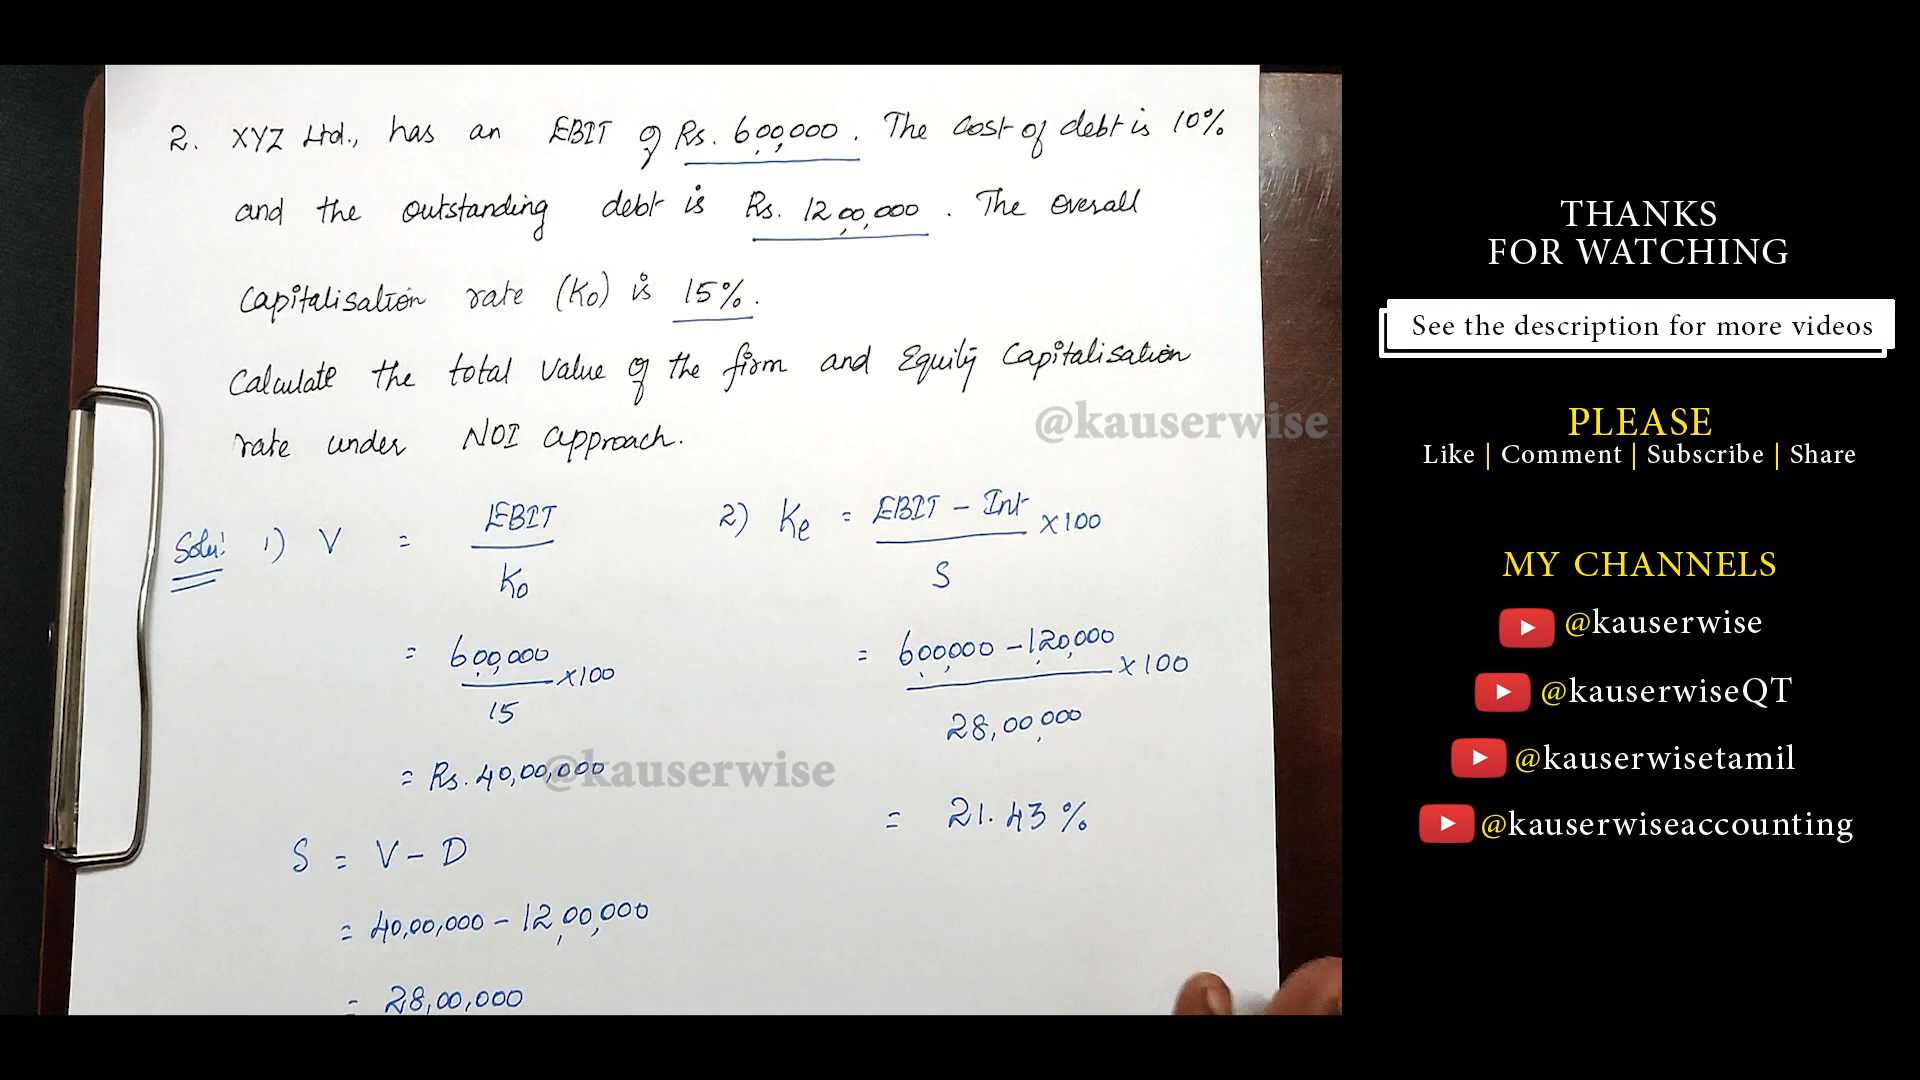 2. XYZ Ltd., has an EBIT of Rs. 6,00,000. The cost of debt is 10%
and the outstanding debt is Rs. 12,00,000. The overall
Capitalisation rate (Ko) is 15%.
Calculate the total value of the firm and Equity Capitalisation
rate under NOI approach.
@kauserwise
Solu: 1) V = EBIT / Ko
= 6,00,000 / 15 x100
= Rs. 40,00,000
@kauserwise
S = V - D
= 40,00,000 - 12,00,000
= 28,00,000
2) Ke = EBIT - Int / S x100
= 6,00,000 - 1,20,000 / 28,00,000 x100
= 21.43%
THANKS
FOR WATCHING
See the description for more videos
PLEASE
Like | Comment | Subscribe | Share
MY CHANNELS
@kauserwise
@kauserwiseQT
@kauserwisetamil
@kauserwiseaccounting